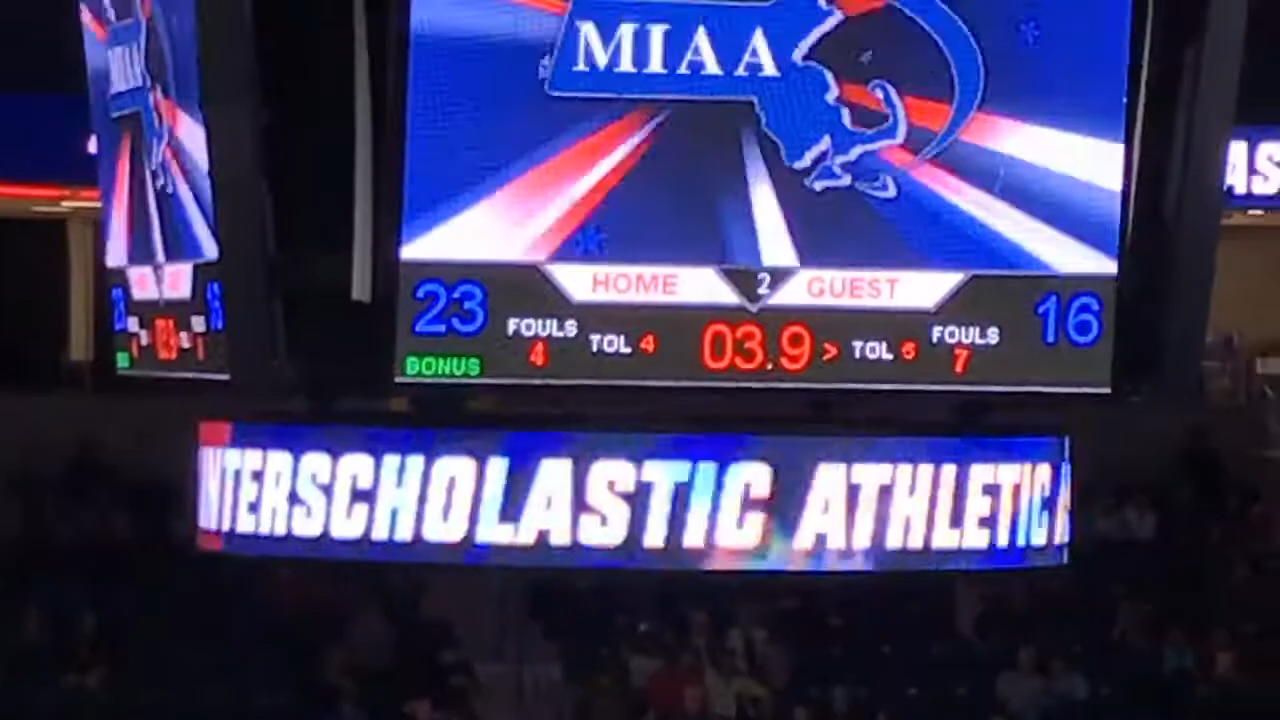 MIAA
HOME 2 GUEST
23 FOULS 4 TOL 4 03.9 > TOL 5 FOULS 7 16
BONUS
NTERSCHOLASTIC ATHLETIC
AS